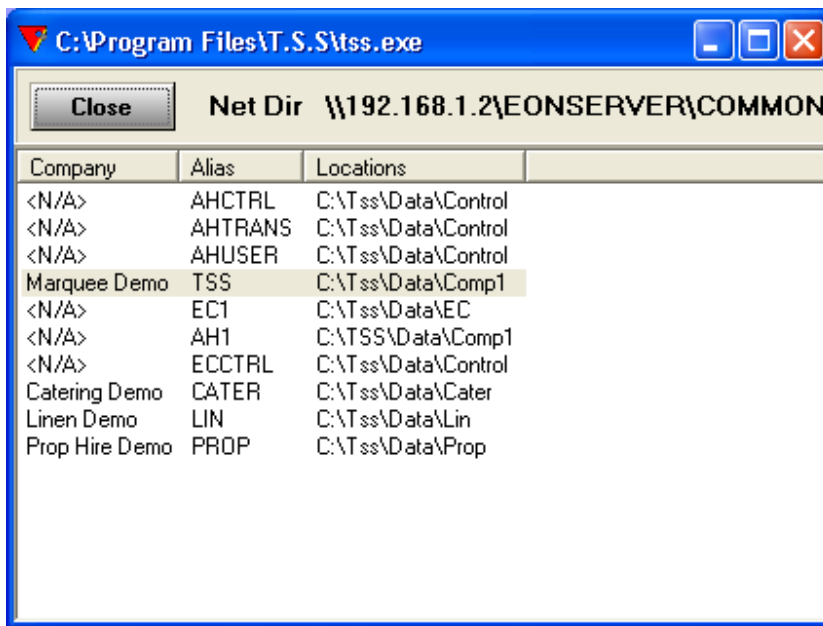 C:\Program Files\T.S.S\tss.exe
Close Net Dir \\192.168.1.2\EONSERVER\COMMON
Company Alias Locations
<N/A> AHCTRL C:\Tss\Data\Control
<N/A> AHTRANS C:\Tss\Data\Control
<N/A> AHUSER C:\Tss\Data\Control
Marquee Demo TSS C:\Tss\Data\Comp1
<N/A> EC1 C:\Tss\Data\EC
<N/A> AH1 C:\TSS\Data\Comp1
<N/A> ECCTRL C:\Tss\Data\Control
Catering Demo CATER C:\Tss\Data\Cater
Linen Demo LIN C:\Tss\Data\Lin
Prop Hire Demo PROP C:\Tss\Data\Prop